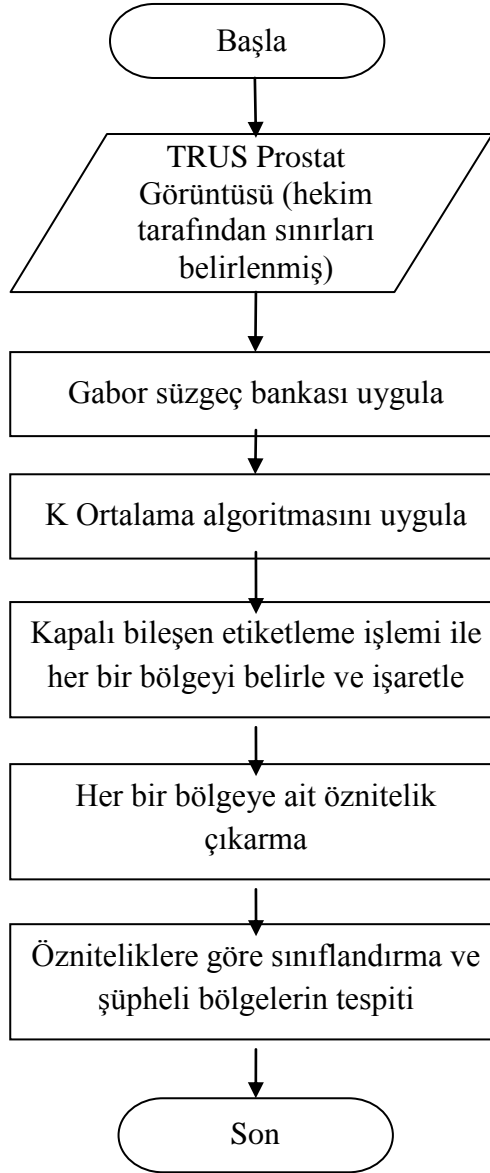 Başla
TRUS Prostat
Görüntüsü (hekim
tarafından sınırları
belirlenmiş)
Gabor süzgeç bankası uygula
K Ortalama algoritmasını uygula
Kapalı bileşen etiketleme işlemi ile
her bir bölgeyi belirle ve işaretle
Her bir bölgeye ait öznitelik
çıkarma
Özniteliklere göre sınıflandırma ve
şüpheli bölgelerin tespiti
Son